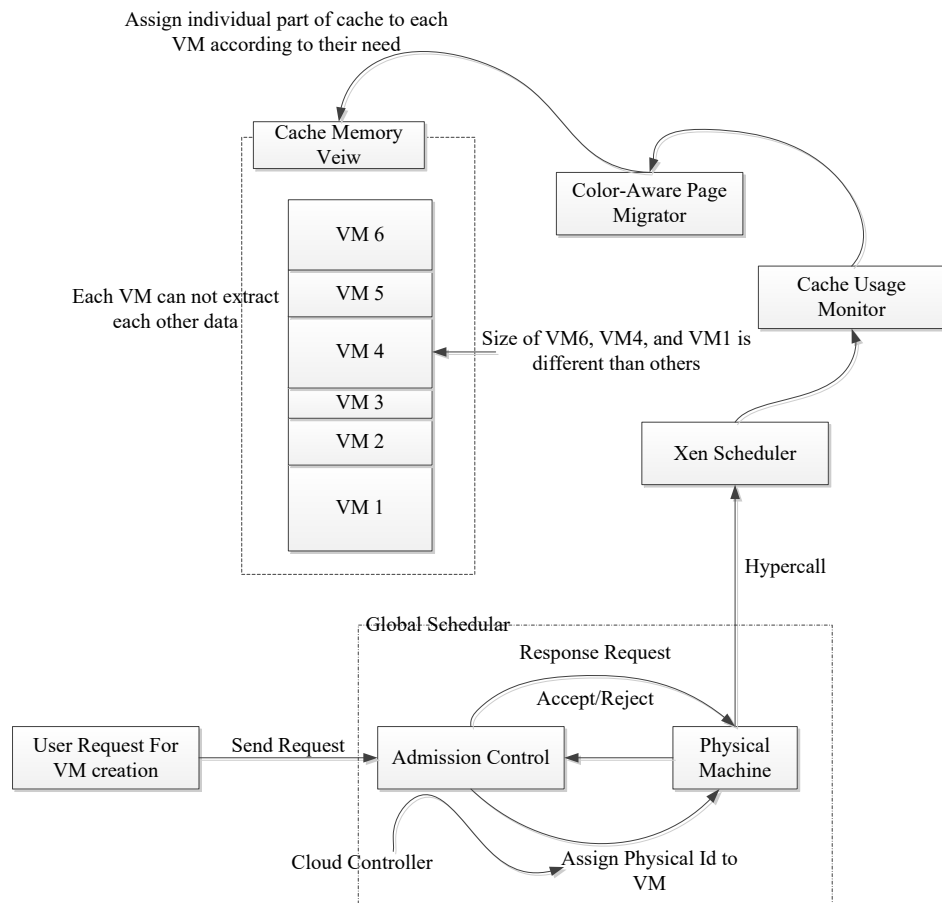 Assign individual part of cache to each
VM according to their need
Cache Memory
Veiw
Color-Aware Page
Migrator
VM 6
Cache Usage
Monitor
VM 5
Each VM can not extract
each other data
VM 4
Size of VM6, VM4, and VM1 is
different than others
VM 3
VM 2
Xen Scheduler
VM 1
Hypercall
Global Schedular
Response Request
Accept/Reject
User Request For
VM creation
Send Request
Admission Control
Physical
Machine
Cloud Controller
Assign Physical Id to
VM